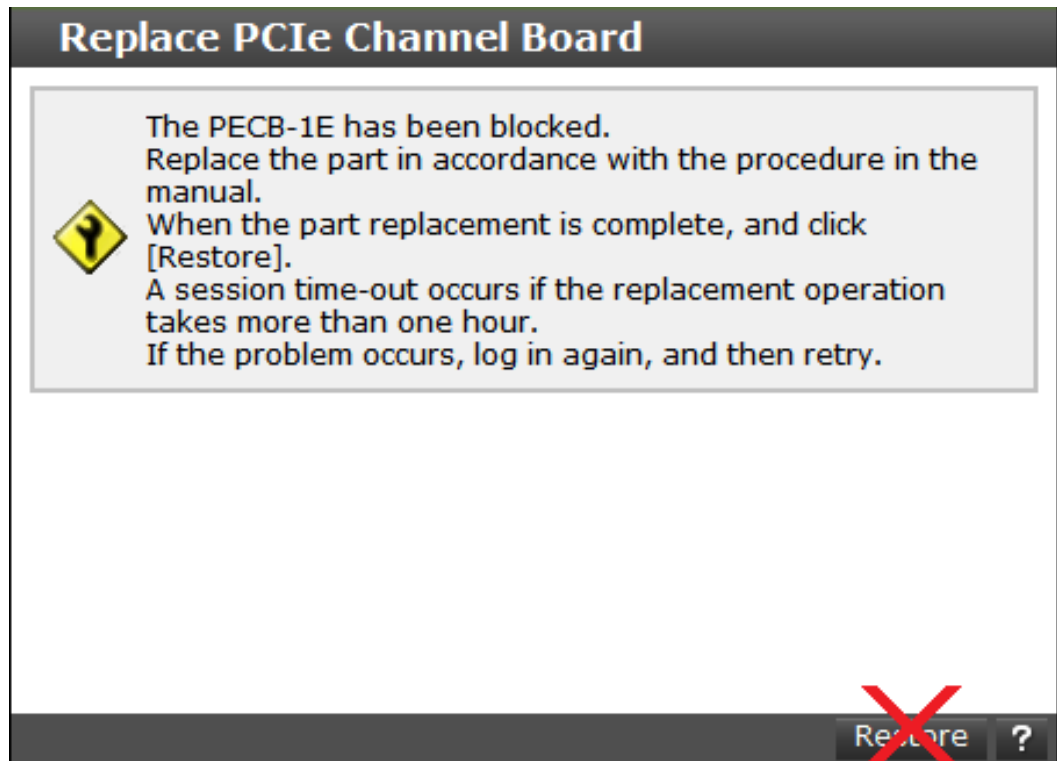 Replace PCIe Channel Board
The PECB-1E has been blocked.
Replace the part in accordance with the procedure in the
manual.
When the part replacement is complete, and click
[Restore].
A session time-out occurs if the replacement operation
takes more than one hour.
If the problem occurs, log in again, and then retry.
Restore ?